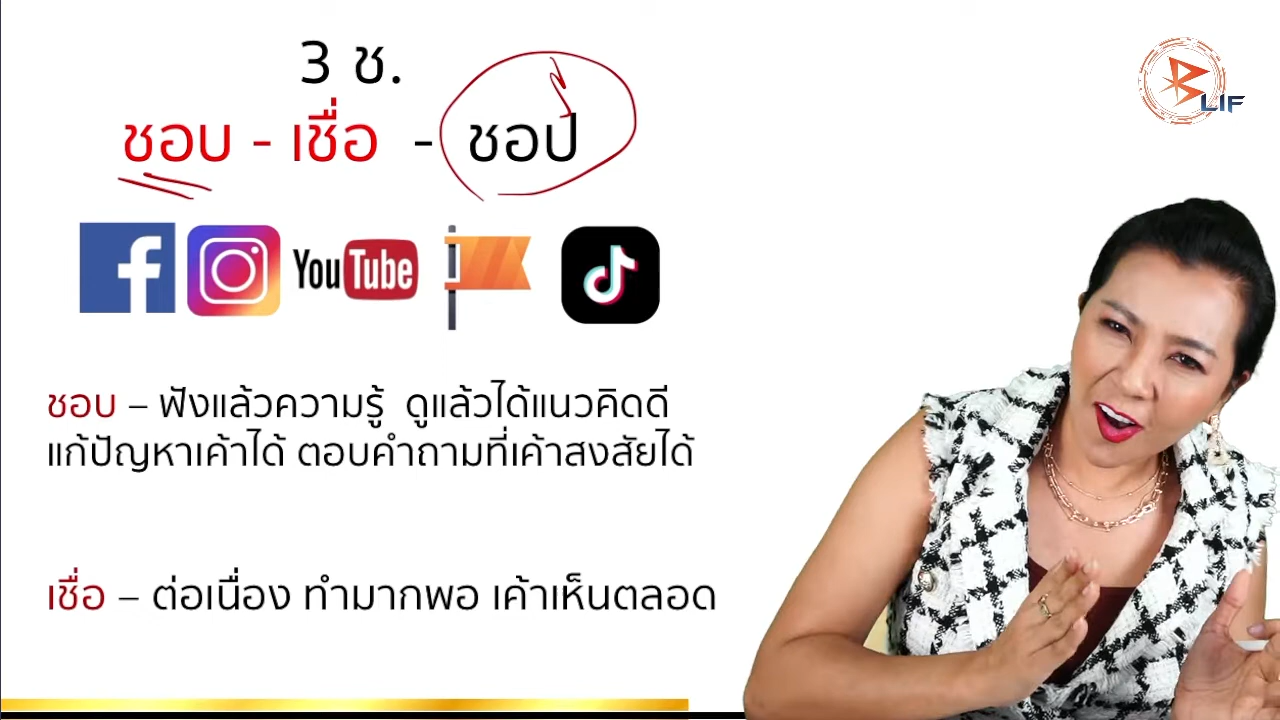 3 ช.
BLIF
ชอบ - เชื่อ - ชอป
f YouTube
ชอบ – ฟังแล้วความรู้ ดูแล้วได้แนวคิดดี
แก้ปัญหาเค้าได้ ตอบคำถามที่เค้าสงสัยได้
เชื่อ – ต่อเนื่อง ทำมากพอ เค้าเห็นตลอด